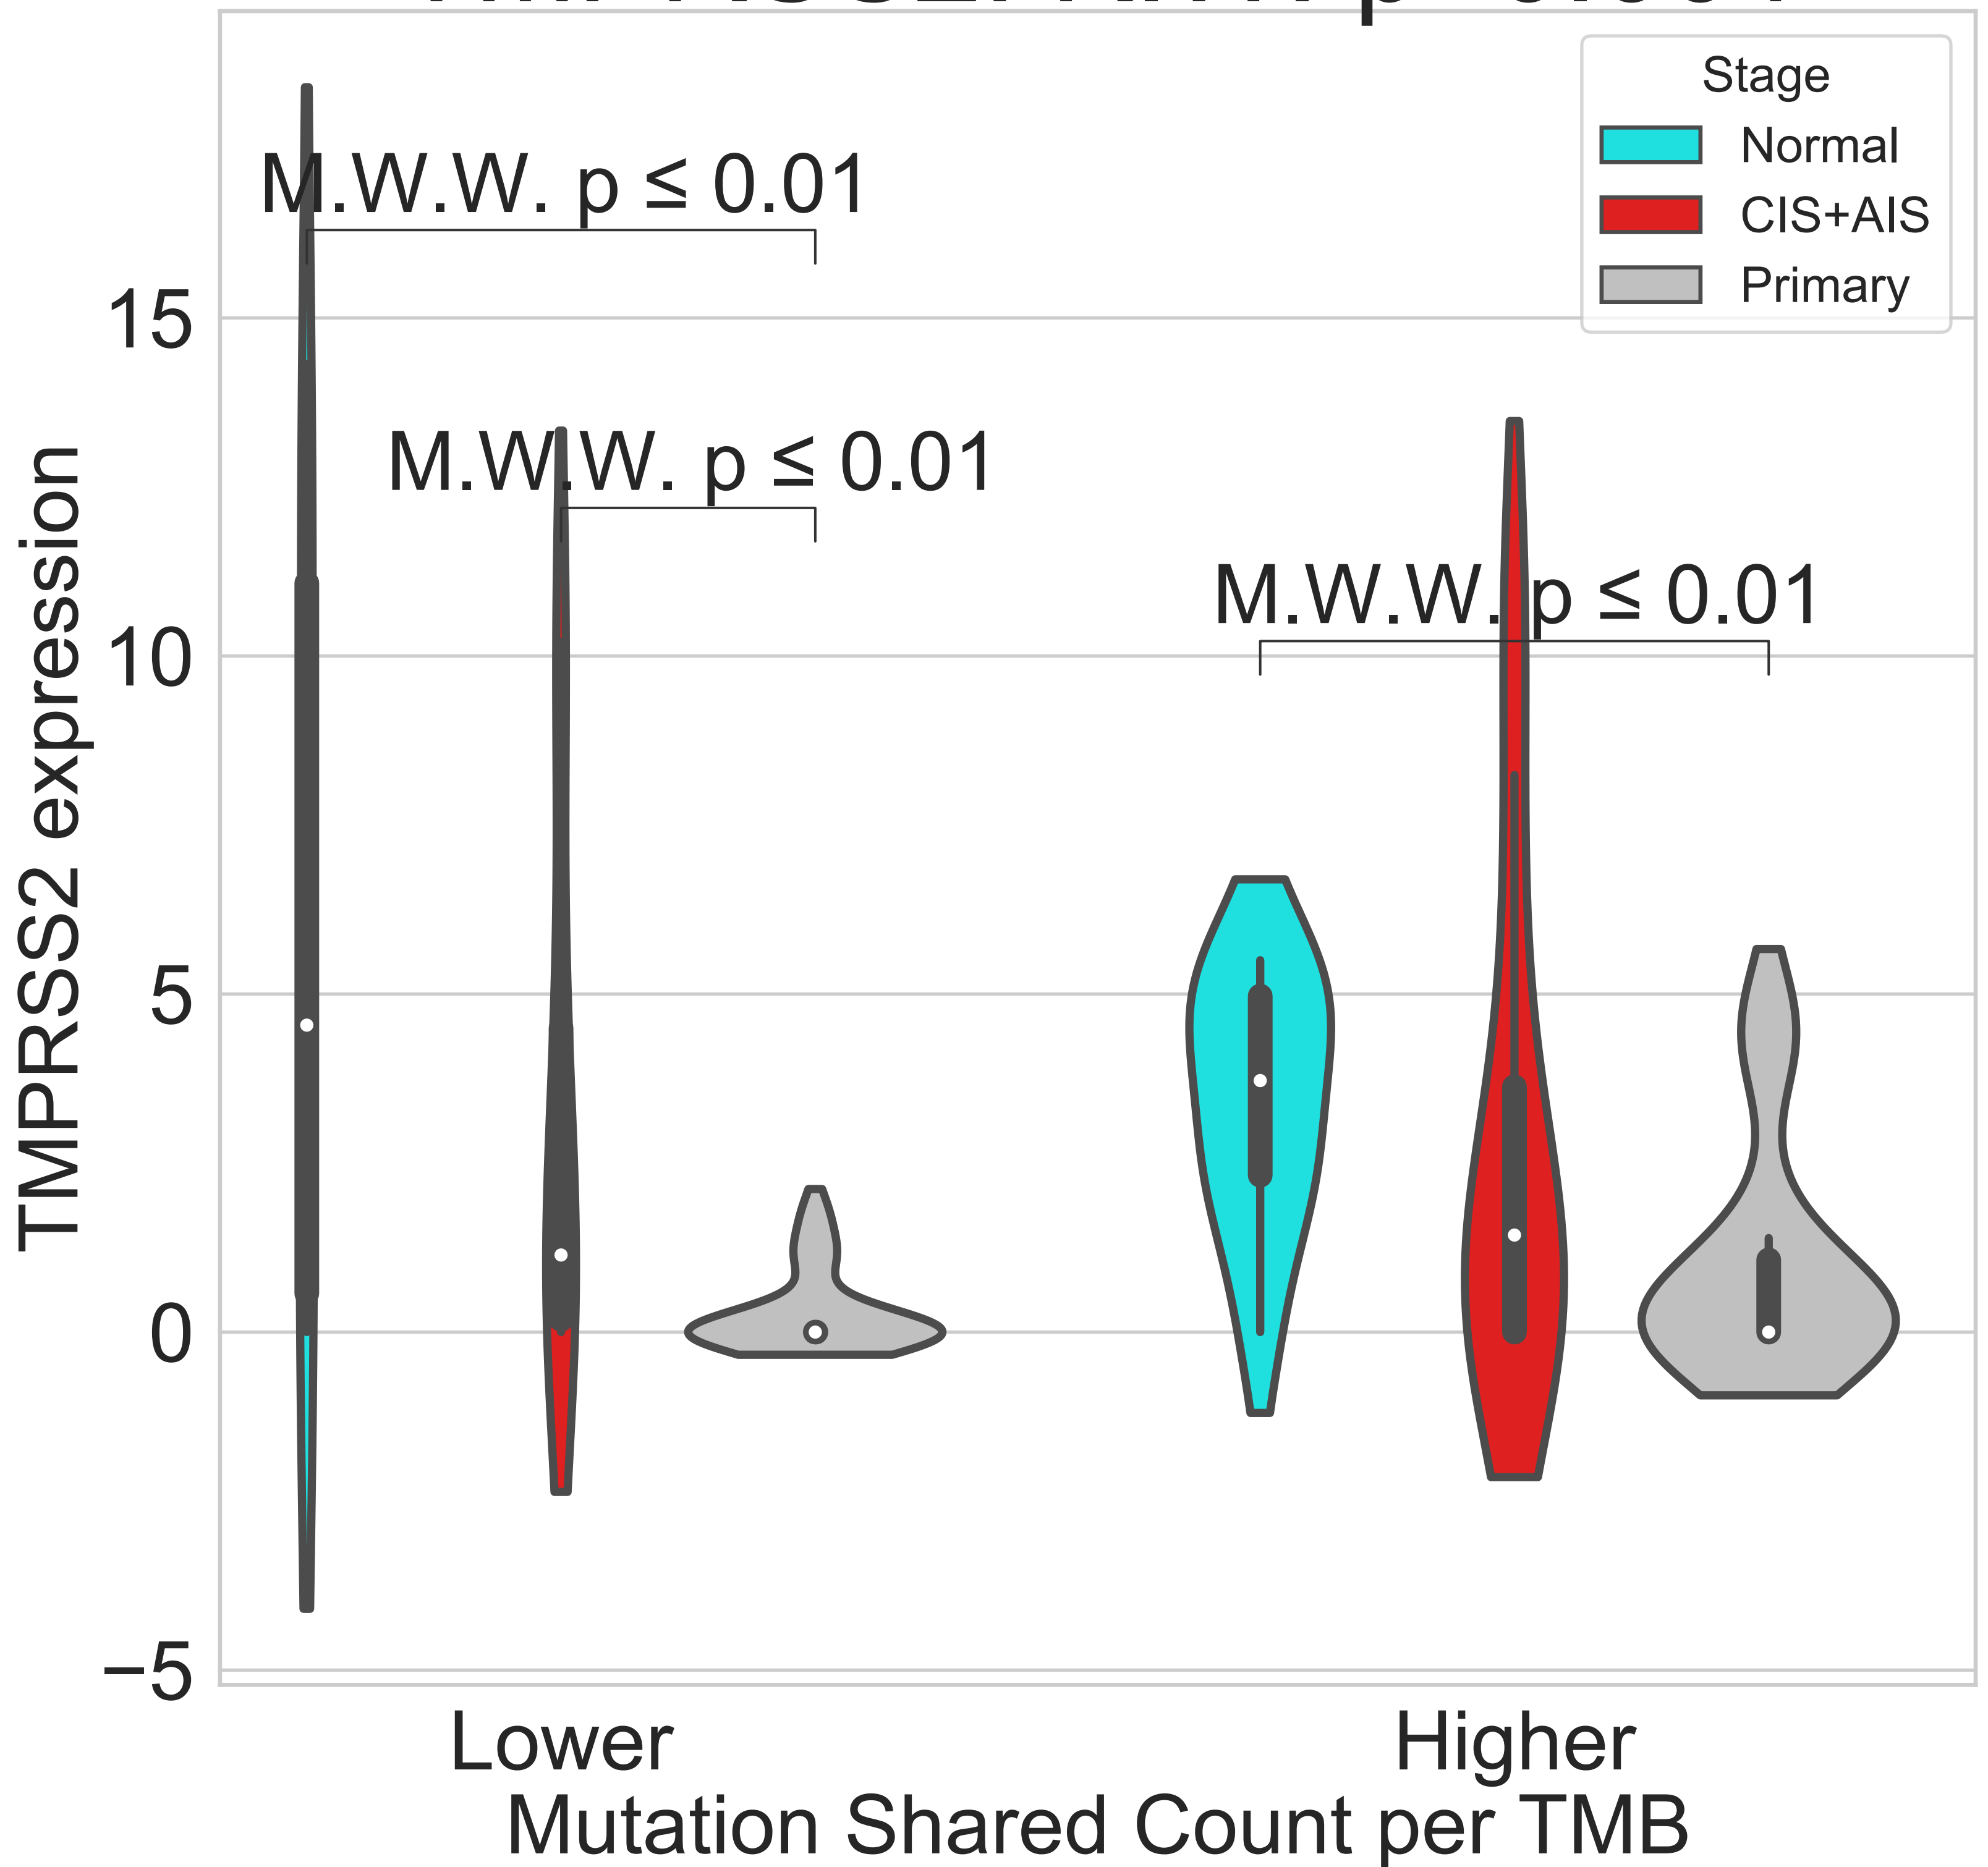 Stage
Normal
CIS+AIS
Primary
M.W.W. p ≤ 0.01
M.W.W. p ≤ 0.01
M.W.W. p ≤ 0.01
15
10
5
0
−5
TMPRSS2 expression
Lower
Higher
Mutation Shared Count per TMB